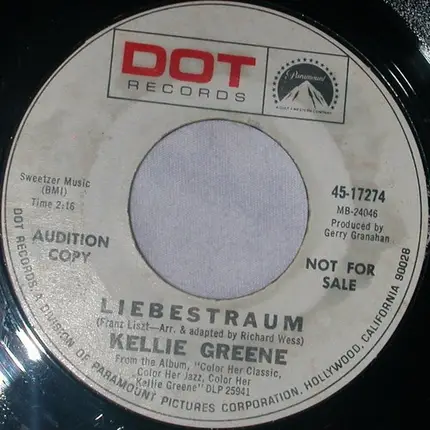 DOT
RECORDS
Paramount
Sweetzer Music
(BMI)
Time 2:16
45-17274
MB-24046
Produced by
Gerry Granahan
AUDITION
COPY
NOT FOR
SALE
LIEBESTRAUM
(Franz Liszt—Arr. & adapted by Richard Wess)
KELLIE GREENE
From the Album, "Color Her Classic,
Color Her Jazz, Color Her
Kellie Greene" DLP 25941
DOT RECORDS, A DIVISION OF PARAMOUNT PICTURES CORPORATION, HOLLYWOOD, CALIFORNIA 90028